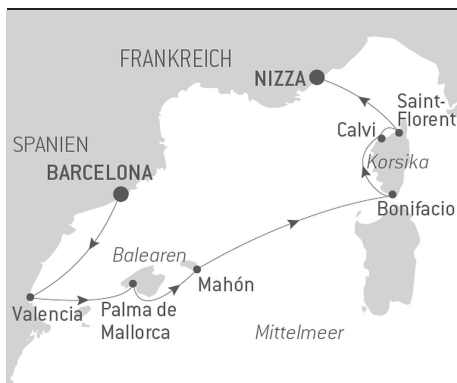 FRANKREICH
NIZZA
Saint-
Florent
Calvi
SPANIEN
Korsika
BARCELONA
Bonifacio
Balearen
Mahón
Valencia
Palma de
Mallorca
Mittelmeer